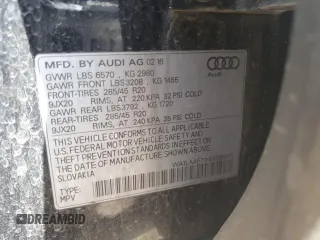 MFD. BY AUDI AG 02 16
Audi
GVWR LBS 6570 , KG 2980
GAWR FRONT LBS 3208 , KG 1455
FRONT-TIRES 285/45 R20
9JX20 RIMS, AT 220 KPA 32 PSI COLD
GAWR REAR LBS 3792 , KG 1720
REAR-TIRES 285/45 R20
9JX20 RIMS, AT 240 KPA 35 PSI COLD
THIS VEHICLE CONFORMS TO ALL APPLICABLE
FEDERAL MOTOR VEHICLE SAFETY STANDARDS IN EFFECT
ON THE DATE OF MANUFACTURE SHOWN ABOVE.
SLOVAKIA
TYPE:
MPV
DREAMBID
DREAMBID.COM